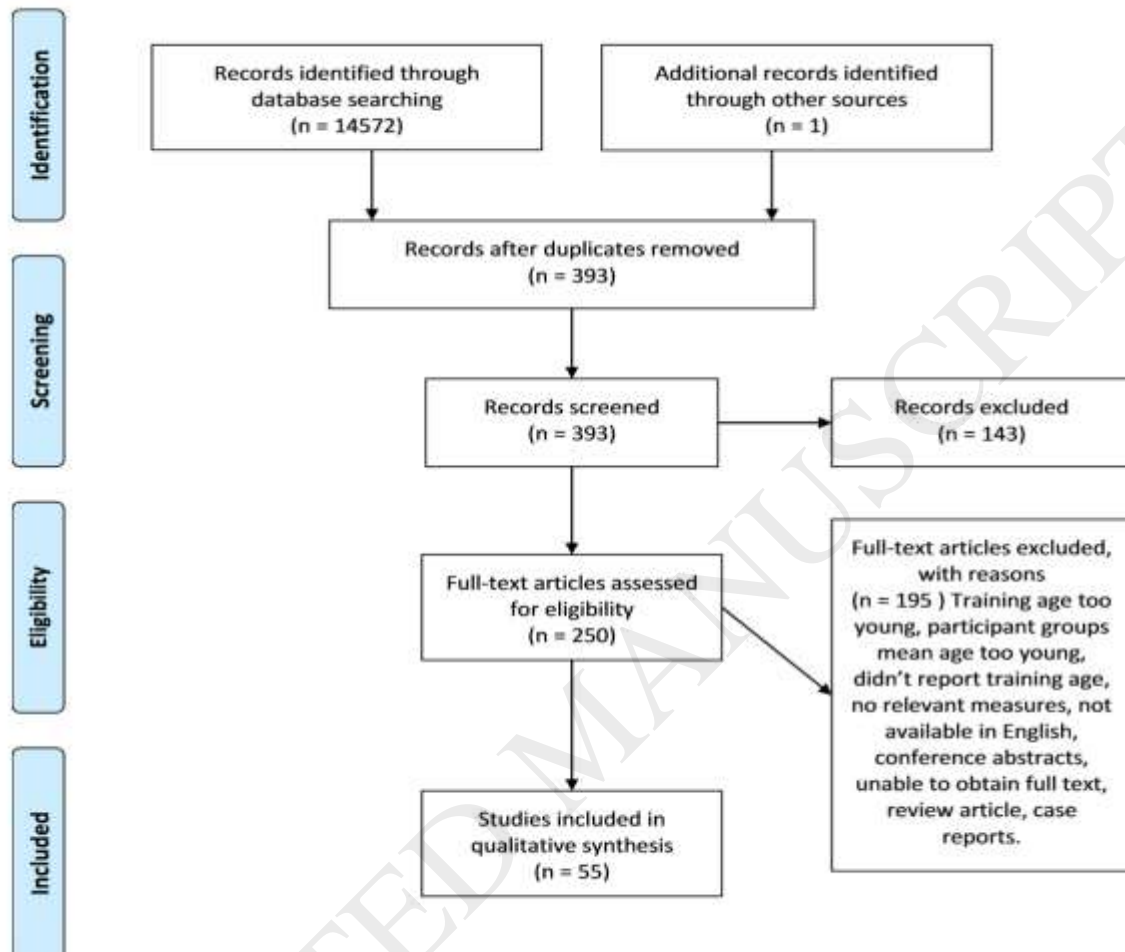 Identification
Records identified through
database searching
(n = 14572)
Additional records identified
through other sources
(n = 1)
Records after duplicates removed
(n = 393)
Screening
Records screened
(n = 393)
Records excluded
(n = 143)
Eligibility
Full-text articles assessed
for eligibility
(n = 250)
Full-text articles excluded,
with reasons
(n = 195 ) Training age too
young, participant groups
mean age too young,
didn’t report training age,
no relevant measures, not
available in English,
conference abstracts,
unable to obtain full text,
review article, case
reports.
Included
Studies included in
qualitative synthesis
(n = 55)
TED MANUSCRIPT